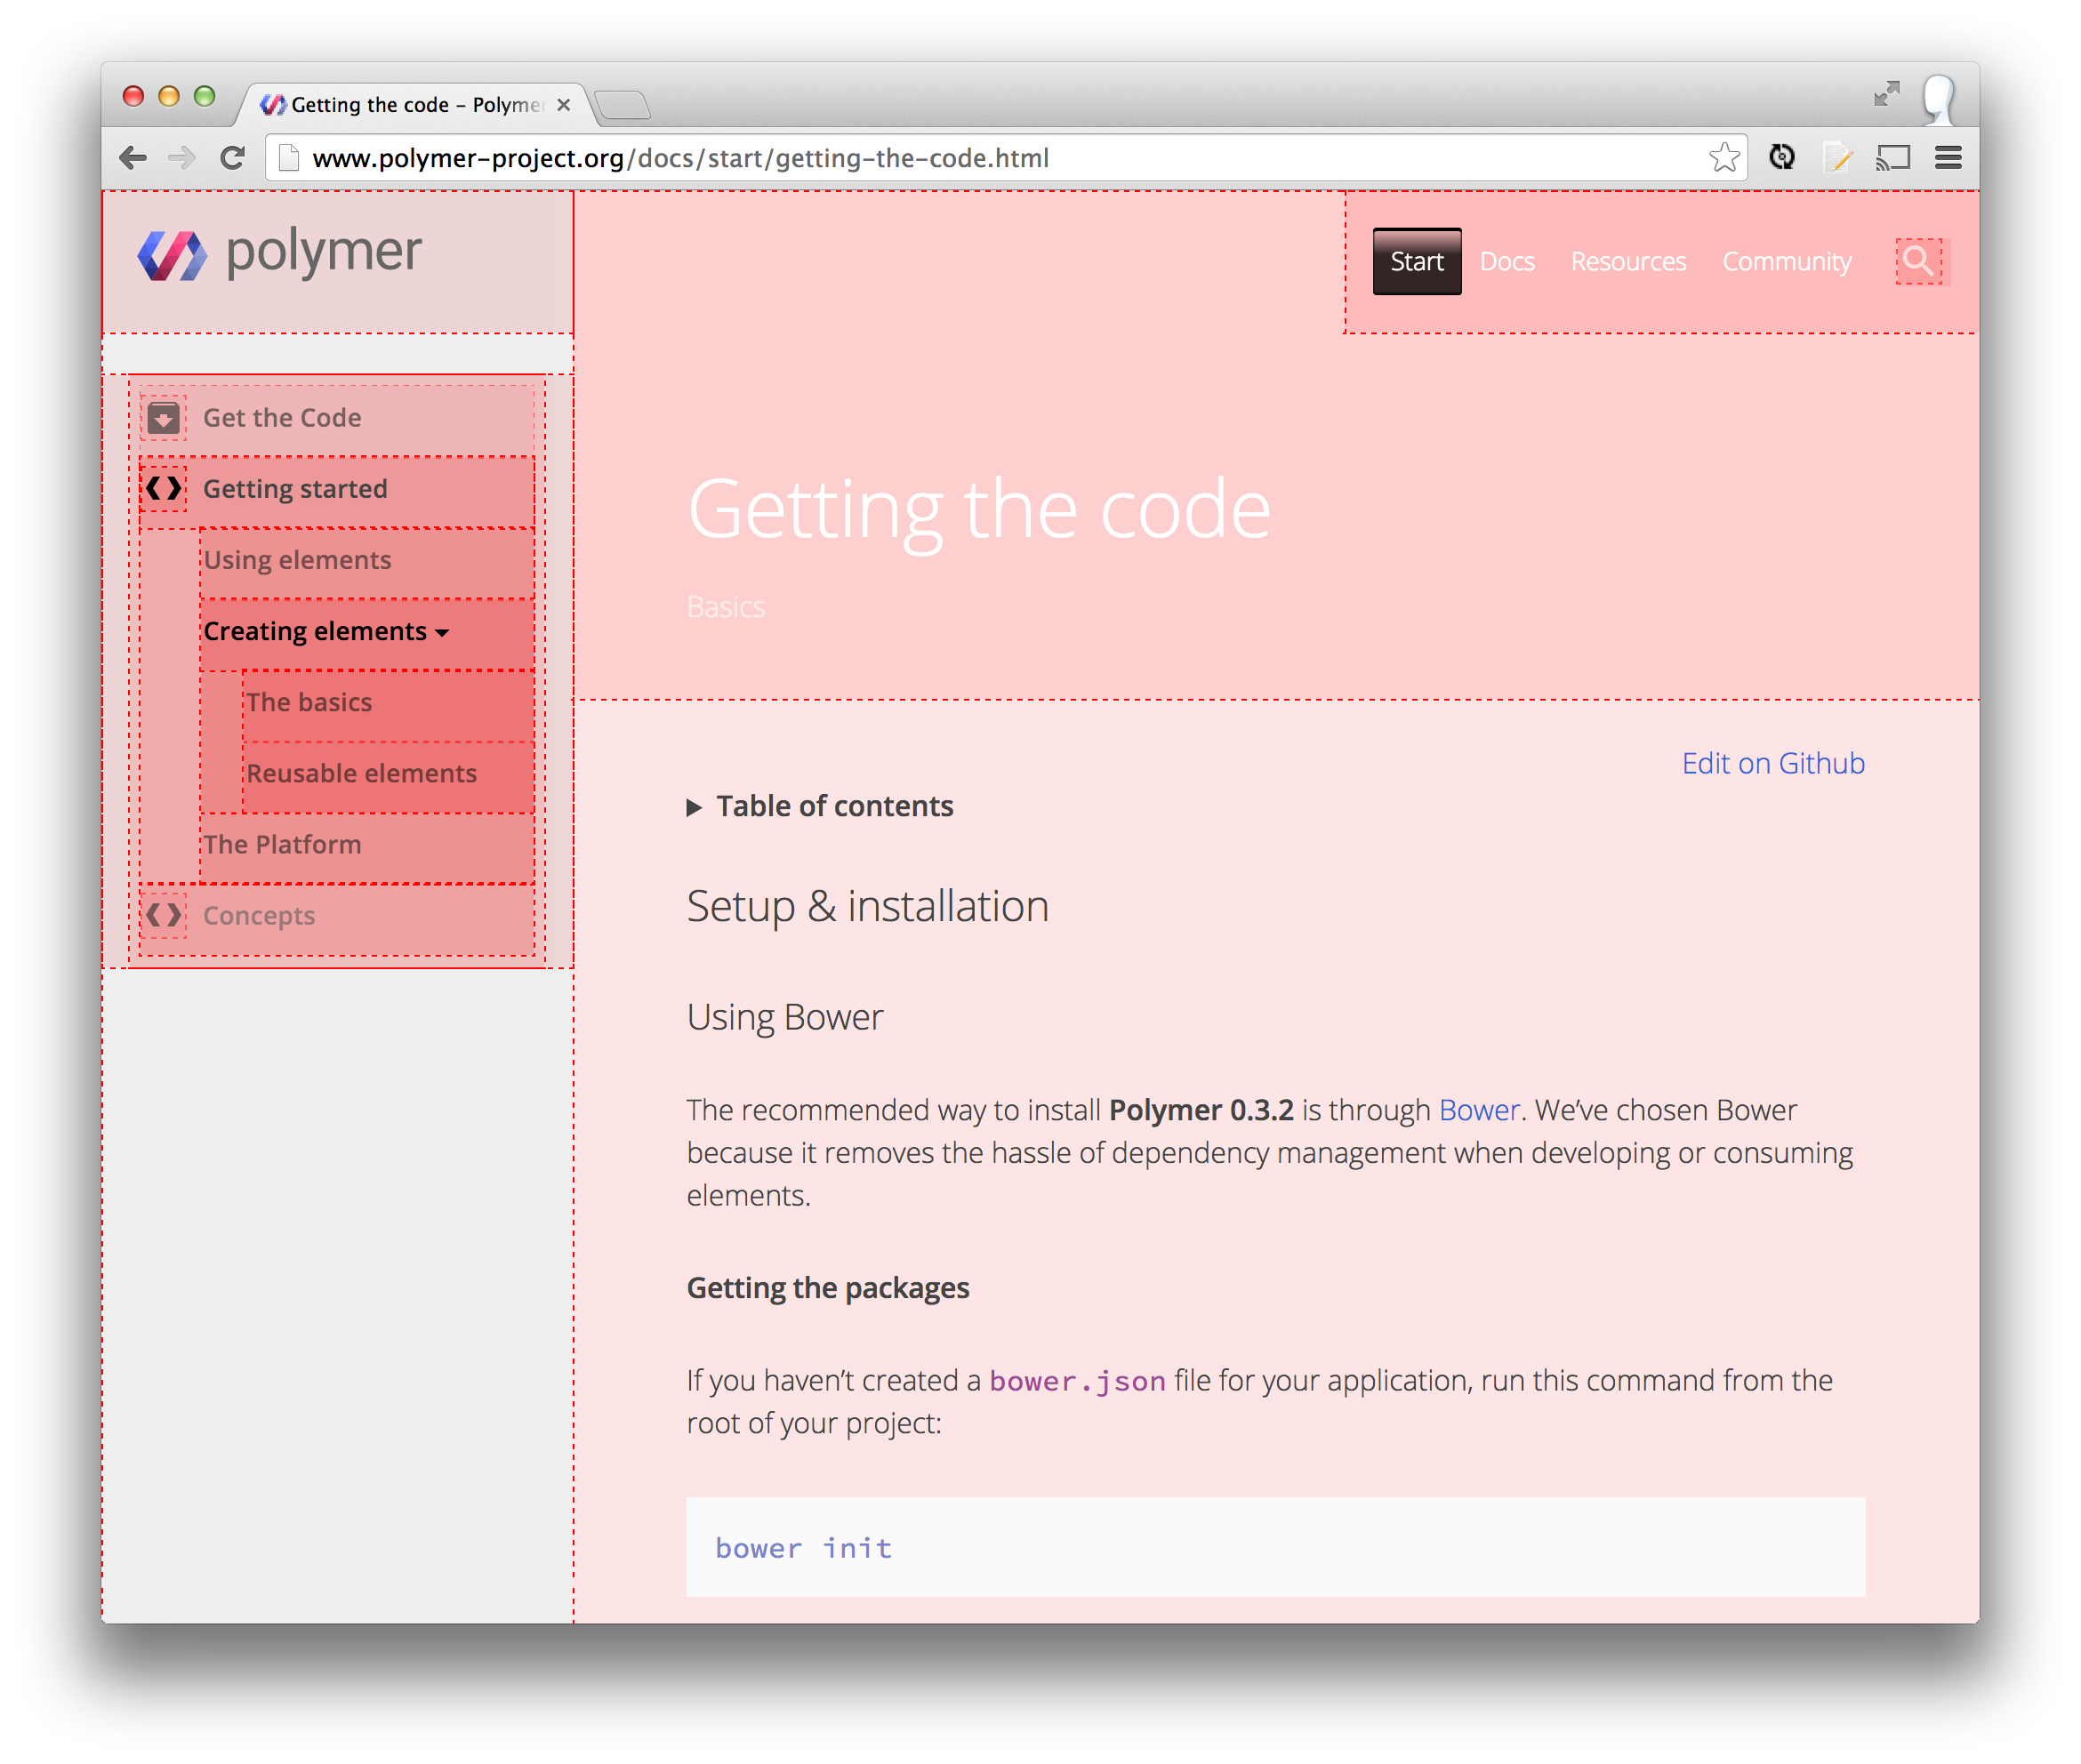 Getting the code – Polymer
www.polymer-project.org/docs/start/getting-the-code.html
polymer
Start Docs Resources Community
Get the Code
Getting started
Using elements
Creating elements
The basics
Reusable elements
The Platform
Concepts
Getting the code
Basics
Edit on Github
Table of contents
Setup & installation
Using Bower
The recommended way to install Polymer 0.3.2 is through Bower. We’ve chosen Bower
because it removes the hassle of dependency management when developing or consuming
elements.
Getting the packages
If you haven’t created a bower.json file for your application, run this command from the
root of your project:
bower init